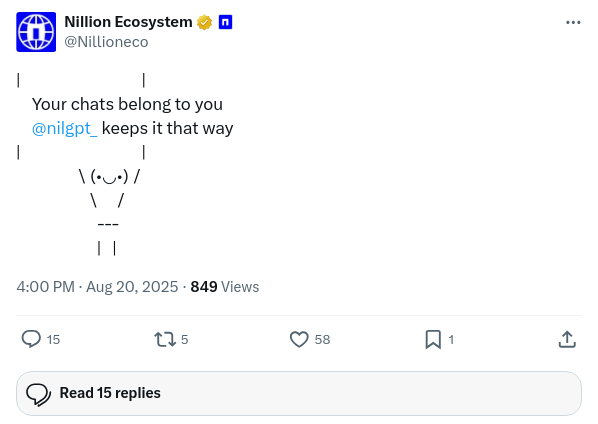 Nillion Ecosystem
@Nillioneco
|                              |
Your chats belong to you
@nilgpt_ keeps it that way
|                              |
\ (•◡•) /
\     /
---
|  |
4:00 PM · Aug 20, 2025 · 849 Views
15 5 58 1
Read 15 replies